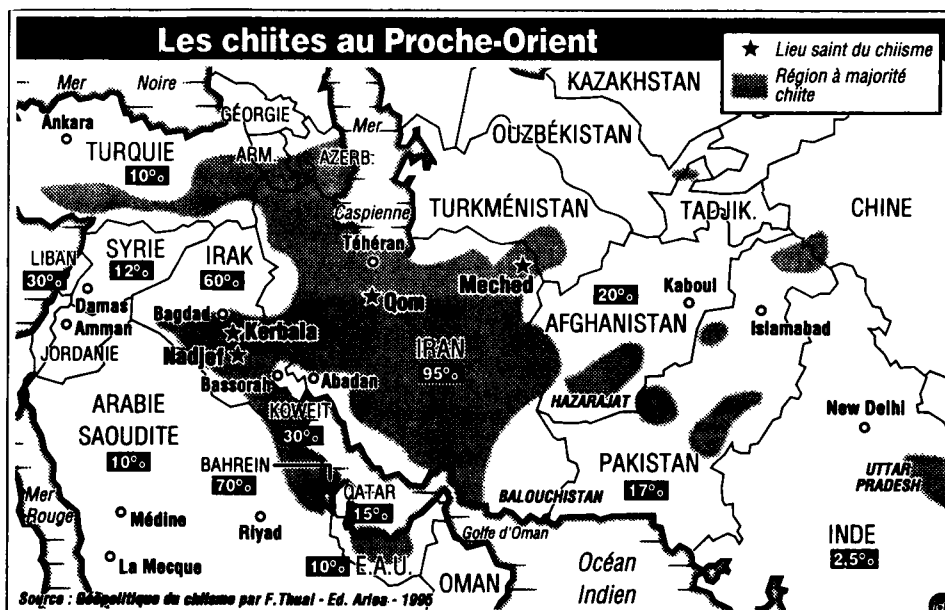 Les chiites au Proche-Orient
★ Lieu saint du chiisme
Région à majorité
chiite
Mer Noire
KAZAKHSTAN
GÉORGIE
Ankara
Mer
OUZBÉKISTAN
TURQUIE
10%
ARM.
AZERB.
Caspienne
TURKMÉNISTAN
TADJIK.
CHINE
LIBAN
30%
SYRIE
12%
IRAK
60%
Téhéran
Meched
Damas
Qom
20%
Kaboul
Amman
Bagdad
Kerbala
AFGHANISTAN
Islamabad
JORDANIE
Nadjef
IRAN
95%
Bassorah
Abadan
HAZARAJAT
ARABIE
SAOUDITE
10%
KOWEIT
30%
New Delhi
BAHREIN
70%
PAKISTAN
17%
UTTAR
PRADESH
QATAR
15%
BALOUCHISTAN
Mer
Rouge
Médine
Riyad
Golfe d'Oman
INDE
2.5%
La Mecque
10%
E.A.U.
OMAN
Océan
Indien
Source : Géopolitique du chiisme par F.Thual - Ed. Arlea - 1995